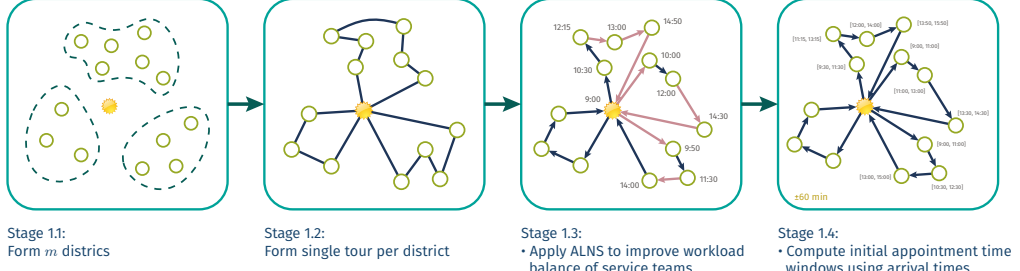 12:15
13:00
14:50
10:30
10:00
12:00
9:00
14:30
9:50
14:00
11:30
[12:00, 14:00]
[13:50, 15:50]
[11:15, 13:15]
[9:30, 11:30]
[9:00, 11:00]
[11:00, 13:00]
[13:30, 14:30]
[9:00, 11:00]
[13:00, 15:00]
[10:30, 12:30]
±60 min
Stage 1.1:
Form m districs
Stage 1.2:
Form single tour per district
Stage 1.3:
• Apply ALNS to improve workload
balance of service teams
Stage 1.4:
• Compute initial appointment time
windows using arrival times